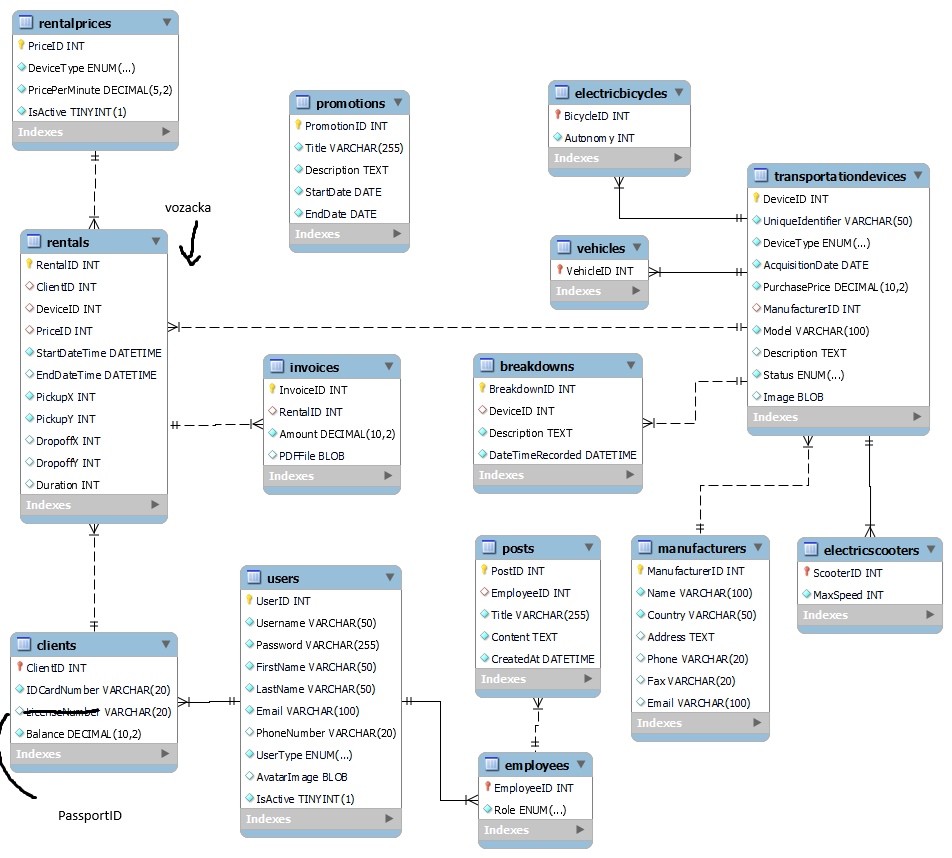 rentalprices
PriceID INT
DeviceType ENUM(...)
PricePerMinute DECIMAL(5,2)
IsActive TINYINT(1)
Indexes
promotions
PromotionID INT
Title VARCHAR(255)
Description TEXT
StartDate DATE
EndDate DATE
Indexes
electricbicycles
BicycleID INT
Autonomy INT
Indexes
transportationdevices
DeviceID INT
UniqueIdentifier VARCHAR(50)
DeviceType ENUM(...)
AcquisitionDate DATE
PurchasePrice DECIMAL(10,2)
ManufacturerID INT
Model VARCHAR(100)
Description TEXT
Status ENUM(...)
Image BLOB
Indexes
vozacka
rentals
RentalID INT
ClientID INT
DeviceID INT
PriceID INT
StartDateTime DATETIME
EndDateTime DATETIME
PickupX INT
PickupY INT
DropoffX INT
DropoffY INT
Duration INT
Indexes
vehicles
VehicleID INT
Indexes
invoices
InvoiceID INT
RentalID INT
Amount DECIMAL(10,2)
PDFFile BLOB
Indexes
breakdowns
BreakdownID INT
DeviceID INT
Description TEXT
DateTimeRecorded DATETIME
Indexes
posts
PostID INT
EmployeeID INT
Title VARCHAR(255)
Content TEXT
CreatedAt DATETIME
Indexes
manufacturers
ManufacturerID INT
Name VARCHAR(100)
Country VARCHAR(50)
Address TEXT
Phone VARCHAR(20)
Fax VARCHAR(20)
Email VARCHAR(100)
Indexes
electricscooters
ScooterID INT
MaxSpeed INT
Indexes
users
UserID INT
Username VARCHAR(50)
Password VARCHAR(255)
FirstName VARCHAR(50)
LastName VARCHAR(50)
Email VARCHAR(100)
PhoneNumber VARCHAR(20)
UserType ENUM(...)
AvatarImage BLOB
IsActive TINYINT(1)
Indexes
clients
ClientID INT
IDCardNumber VARCHAR(20)
LicenseNumber VARCHAR(20)
Balance DECIMAL(10,2)
Indexes
PassportID
employees
EmployeeID INT
Role ENUM(...)
Indexes